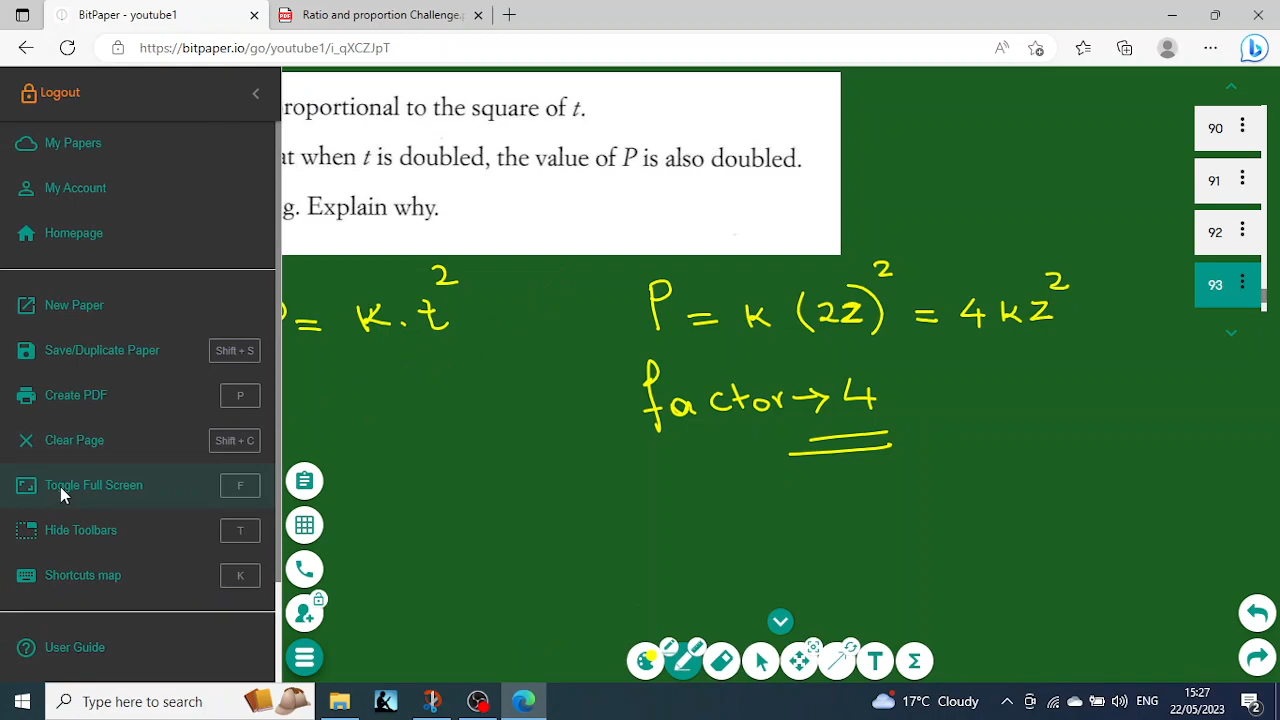 BitPaper - youtube1
Ratio and proportion Challenge.
https://bitpaper.io/go/youtube1/i_qXCZJpT
Logout
My Papers
My Account
Homepage
New Paper
Save/Duplicate Paper Shift + S
Create PDF P
Clear Page Shift + C
Toggle Full Screen F
Hide Toolbars T
Shortcuts map K
User Guide
roportional to the square of t.
at when t is doubled, the value of P is also doubled.
g. Explain why.
P = k . t²
P = k (2z)² = 4kz²
factor → 4
90
91
92
93
T
Σ
Type here to search
17°C Cloudy
ENG
15:27
22/05/2023
2